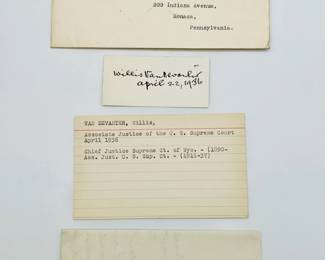 200 Indiana Avenue,
Monaca,
Pennsylvania.
Willis Van Devanter
april 22, 1936
VAN DEVANTER, Willis,
Associate Justice of the U. S. Supreme Court
April 1936
Chief Justice Supreme Ct. of Wyo. - (1890-
Ass. Just. U. S. Sup. Ct. - (1911-37)